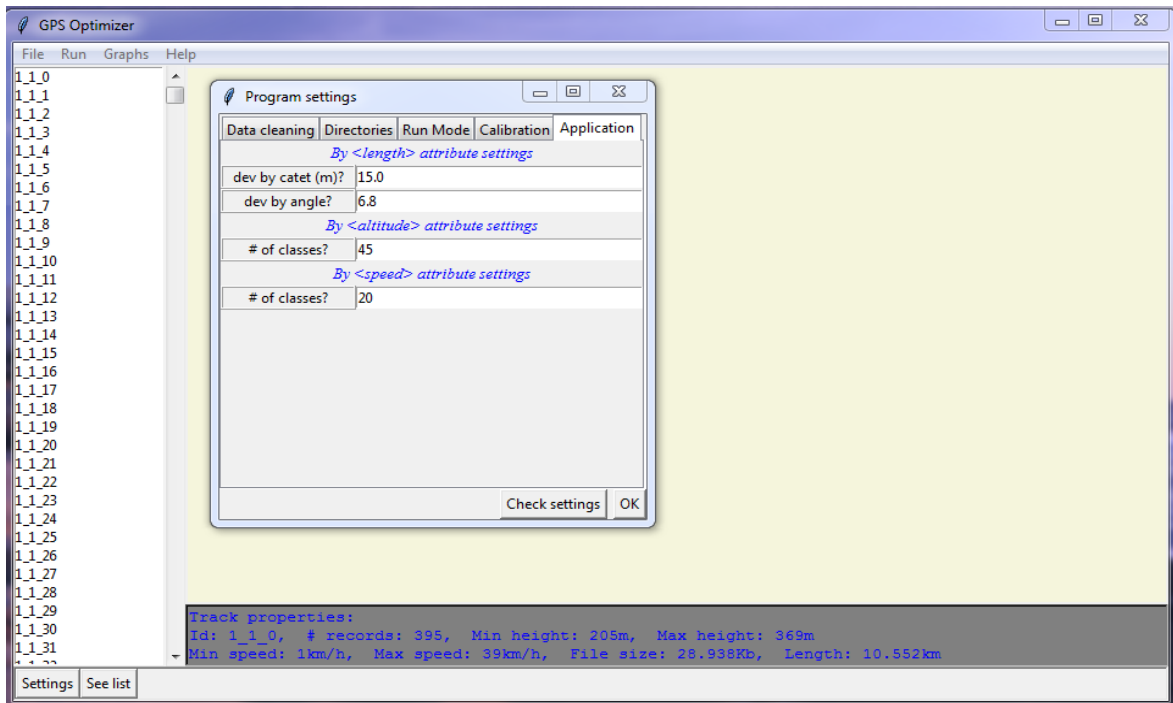 GPS Optimizer
File Run Graphs Help
1_1_0
1_1_1
1_1_2
1_1_3
1_1_4
1_1_5
1_1_6
1_1_7
1_1_8
1_1_9
1_1_10
1_1_11
1_1_12
1_1_13
1_1_14
1_1_15
1_1_16
1_1_17
1_1_18
1_1_19
1_1_20
1_1_21
1_1_22
1_1_23
1_1_24
1_1_25
1_1_26
1_1_27
1_1_28
1_1_29
1_1_30
1_1_31
Program settings
Data cleaning Directories Run Mode Calibration Application
By <length> attribute settings
dev by catet (m)? 15.0
dev by angle? 6.8
By <altitude> attribute settings
# of classes? 45
By <speed> attribute settings
# of classes? 20
Check settings OK
Track properties:
Id: 1_1_0, # records: 395, Min height: 205m, Max height: 369m
Min speed: 1km/h, Max speed: 39km/h, File size: 28.938Kb, Length: 10.552km
Settings See list